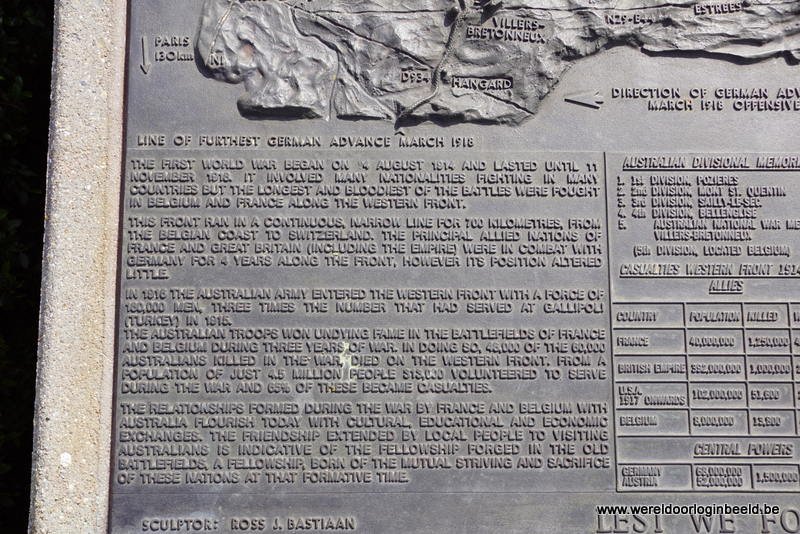 PARIS
130km
N1
VILLERS-
BRETONNEUX
N29-E44
ESTREES
D934
HANGARD
DIRECTION OF GERMAN
MARCH 1918
LINE OF FURTHEST GERMAN ADVANCE MARCH 1918
THE FIRST WORLD WAR BEGAN ON 4 AUGUST 1914 AND LASTED UNTIL 11
NOVEMBER 1918. IT INVOLVED MANY NATIONALITIES FIGHTING IN MANY
COUNTRIES BUT THE LONGEST AND BLOODIEST OF THE BATTLES WERE FOUGHT
IN BELGIUM AND FRANCE ALONG THE WESTERN FRONT.
THIS FRONT RAN IN A CONTINUOUS, NARROW LINE FOR 700 KILOMETRES, FROM
THE BELGIAN COAST TO SWITZERLAND. THE PRINCIPAL ALLIED NATIONS OF
FRANCE AND GREAT BRITAIN (INCLUDING THE EMPIRE) WERE IN COMBAT WITH
GERMANY FOR 4 YEARS ALONG THE FRONT, HOWEVER ITS POSITION ALTERED
LITTLE.
IN 1916 THE AUSTRALIAN ARMY ENTERED THE WESTERN FRONT WITH A FORCE OF
MEN, THREE TIMES THE NUMBER THAT HAD SERVED AT GALLIPOLI
(TURKEY) IN 1915.
THE AUSTRALIAN TROOPS WON UNDYING FAME IN THE BATTLEFIELDS OF FRANCE
AND BELGIUM DURING THREE YEARS OF WAR. IN DOING SO, 46,000 OF THE 60,000
AUSTRALIANS KILLED IN THE WAR, DIED ON THE WESTERN FRONT. FROM A
POPULATION OF JUST 4.5 MILLION PEOPLE VOLUNTEERED TO SERVE
DURING THE WAR AND 65% OF THESE BECAME CASUALTIES.
THE RELATIONSHIPS FORMED DURING THE WAR BY FRANCE AND BELGIUM WITH
AUSTRALIA FLOURISH TODAY WITH CULTURAL, EDUCATIONAL AND ECONOMIC
EXCHANGES. THE FRIENDSHIP EXTENDED BY LOCAL PEOPLE TO VISITING
AUSTRALIANS IS INDICATIVE OF THE FELLOWSHIP FORGED IN THE OLD
BATTLEFIELDS, A FELLOWSHIP, BORN OF THE MUTUAL STRIVING AND SACRIFICE
OF THESE NATIONS AT THAT FORMATIVE TIME.
SCULPTOR: ROSS J. BASTIAAN
AUSTRALIAN DIVISIONAL
1. 1st DIVISION, POZIERES
2. 2nd DIVISION, MONT ST. QUENTIN
3. 3rd DIVISION, SAILLY-LE-SEC.
4. 4th DIVISION, BELLENGLISE
5. AUSTRALIAN NATIONAL WAR
VILLERS-BRETONNEUX
(5th DIVISION, LOCATED BELGIUM)
CASUALTIES WESTERN FRONT
ALLIES
COUNTRY POPULATION KILLED
FRANCE 40,000,000 1,250,000
BRITISH EMPIRE 1,000,000
U.S.A.
1917 ONWARDS 102,000,000 51,800
BELGIUM 8,000,000
CENTRAL POWERS
GERMANY 68,000,000 1,500,000
AUSTRIA 52,000,000
LEST WE
www.wereldoorloginbeeld.be